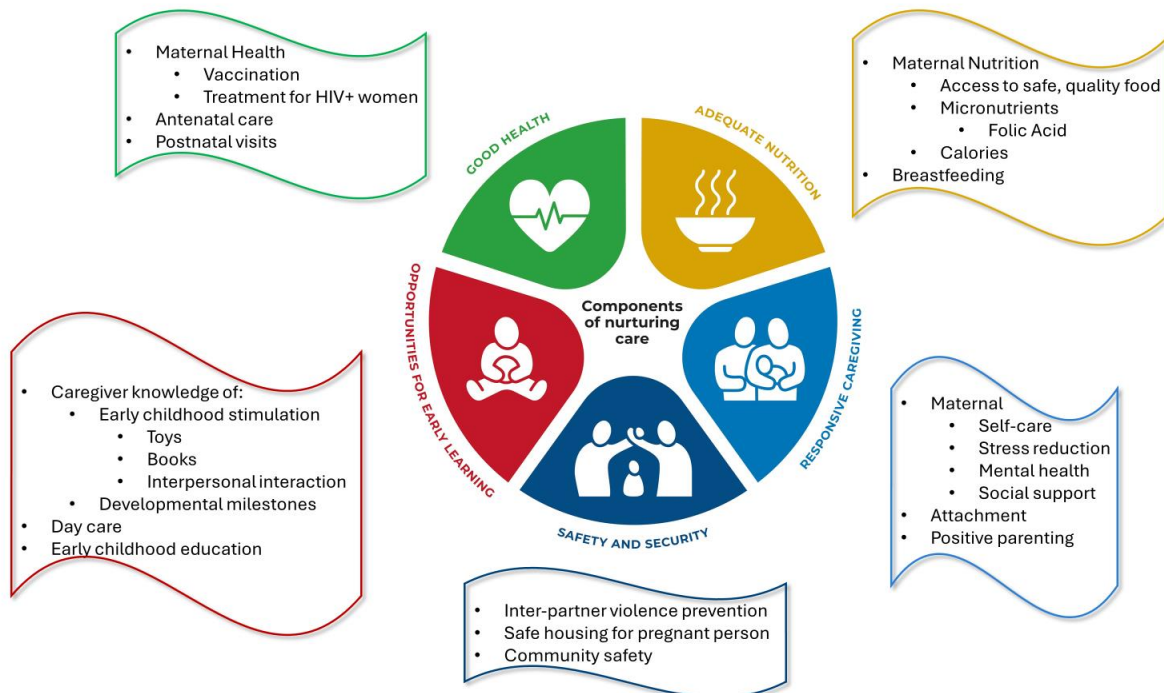 • Maternal Health
• Vaccination
• Treatment for HIV+ women
• Antenatal care
• Postnatal visits
• Maternal Nutrition
• Access to safe, quality food
• Micronutrients
• Folic Acid
• Calories
• Breastfeeding
GOOD HEALTH
ADEQUATE NUTRITION
OPPORTUNITIES FOR EARLY LEARNING
Components
of nurturing
care
RESPONSIVE CAREGIVING
SAFETY AND SECURITY
• Caregiver knowledge of:
• Early childhood stimulation
• Toys
• Books
• Interpersonal interaction
• Developmental milestones
• Day care
• Early childhood education
• Maternal
• Self-care
• Stress reduction
• Mental health
• Social support
• Attachment
• Positive parenting
• Inter-partner violence prevention
• Safe housing for pregnant person
• Community safety